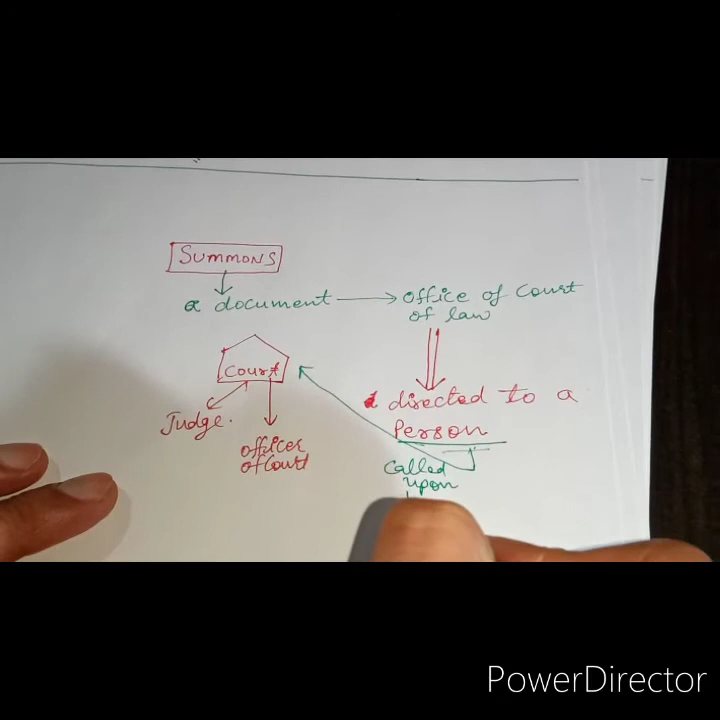 SUMMONS
a document → office of Court
of law
Court
directed to a
Judge.
Person
officer
of Court
Called
upon
PowerDirector